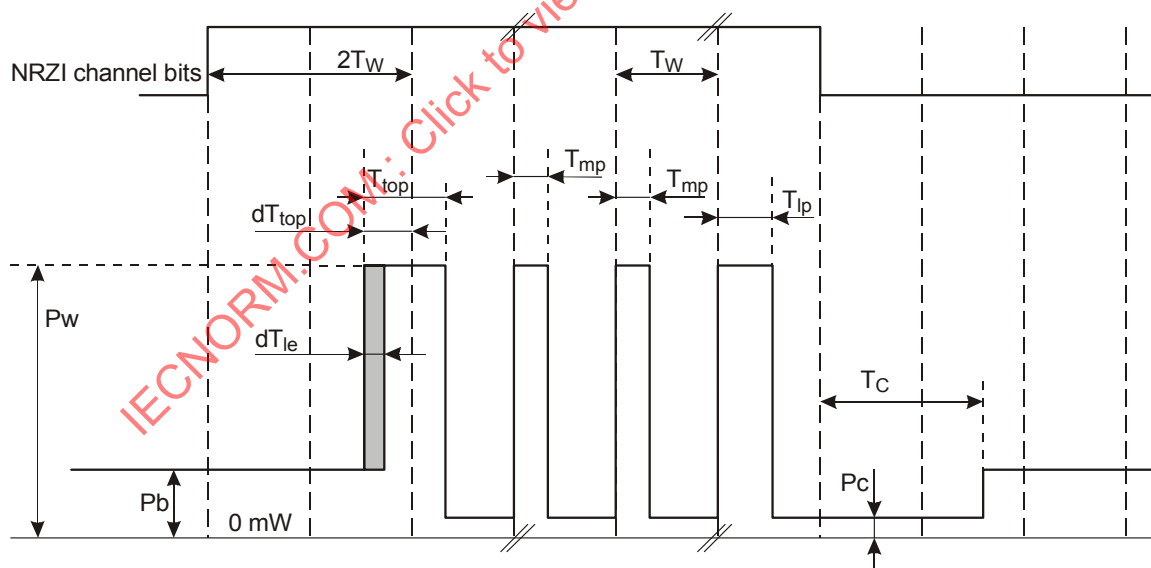 NRZI channel bits
2TW
TW
Ttop
Tmp
Tmp
Tlp
dTtop
Pw
dTle
TC
Pb
0 mW
Pc
IECNORM.COM: Click to vie